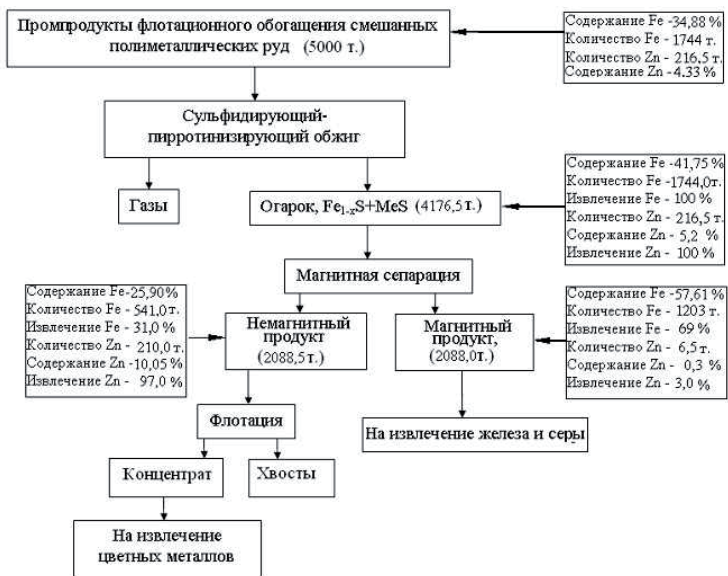 Промпродукты флотационного обогащения смешанных
полиметаллических руд (5000 т.)
Содержание Fe -34,88 %
Количество Fe - 1744 т.
Количество Zn - 216,5 т.
Содержание Zn - 4.33 %
Сульфидирующий-
пирротинизирующий обжиг
Газы
Огарок, Fe₁₋ₓS+MeS (4176,5т.)
Содержание Fe -41,75 %
Количество Fe -1744,0т.
Извлечение Fe - 100 %
Количество Zn - 216,5 т.
Содержание Zn - 5,2 %
Извлечение Zn - 100 %
Магнитная сепарация
Содержание Fe-25,90%
Количество Fe - 541,0т.
Извлечение Fe - 31,0 %
Количество Zn - 210,0 т.
Содержание Zn -10,05 %
Извлечение Zn - 97,0 %
Немагнитный
продукт
(2088,5т.)
Магнитный
продукт,
(2088,0т.)
Содержание Fe -57,61 %
Количество Fe - 1203 т.
Извлечение Fe - 69 %
Количество Zn - 6,5 т.
Содержание Zn - 0,3 %
Извлечение Zn - 3,0 %
Флотация
На извлечение железа и серы
Концентрат
Хвосты
На извлечение
цветных металлов